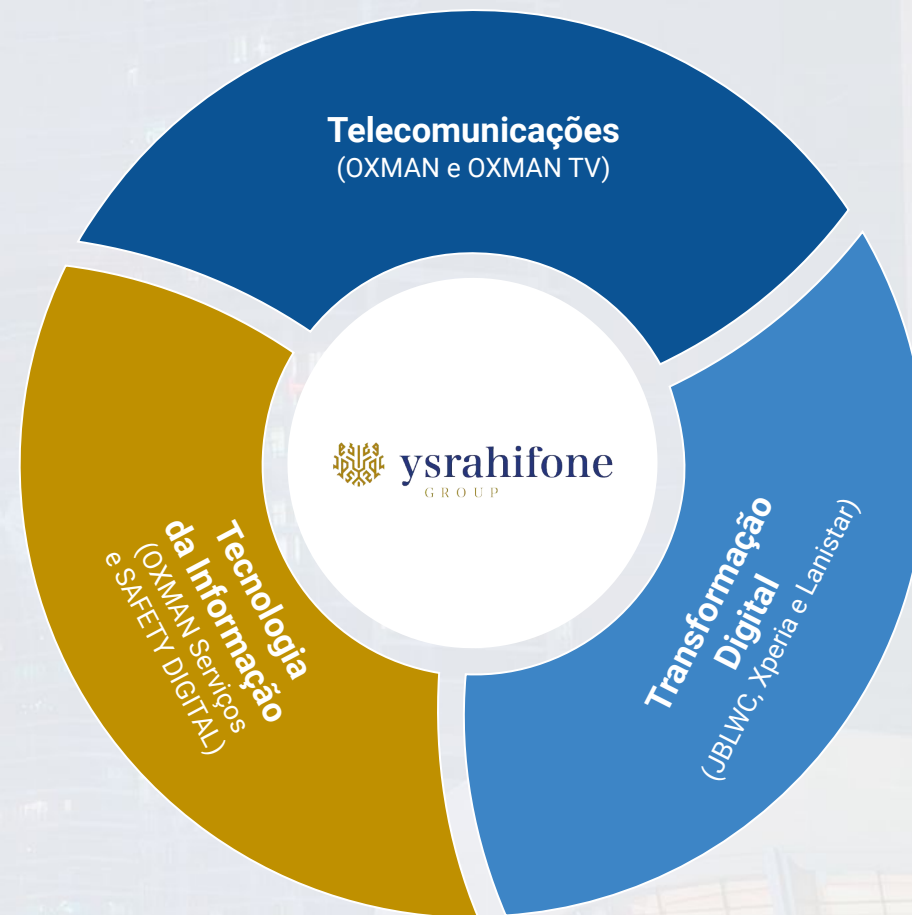 Telecomunicações
(OXMAN e OXMAN TV)
ysrahifone
GROUP
Tecnologia
da Informação
(OXMAN Serviços
e SAFETY DIGITAL)
Transformação
Digital
(JBLWC, Xperia e Lanistar)